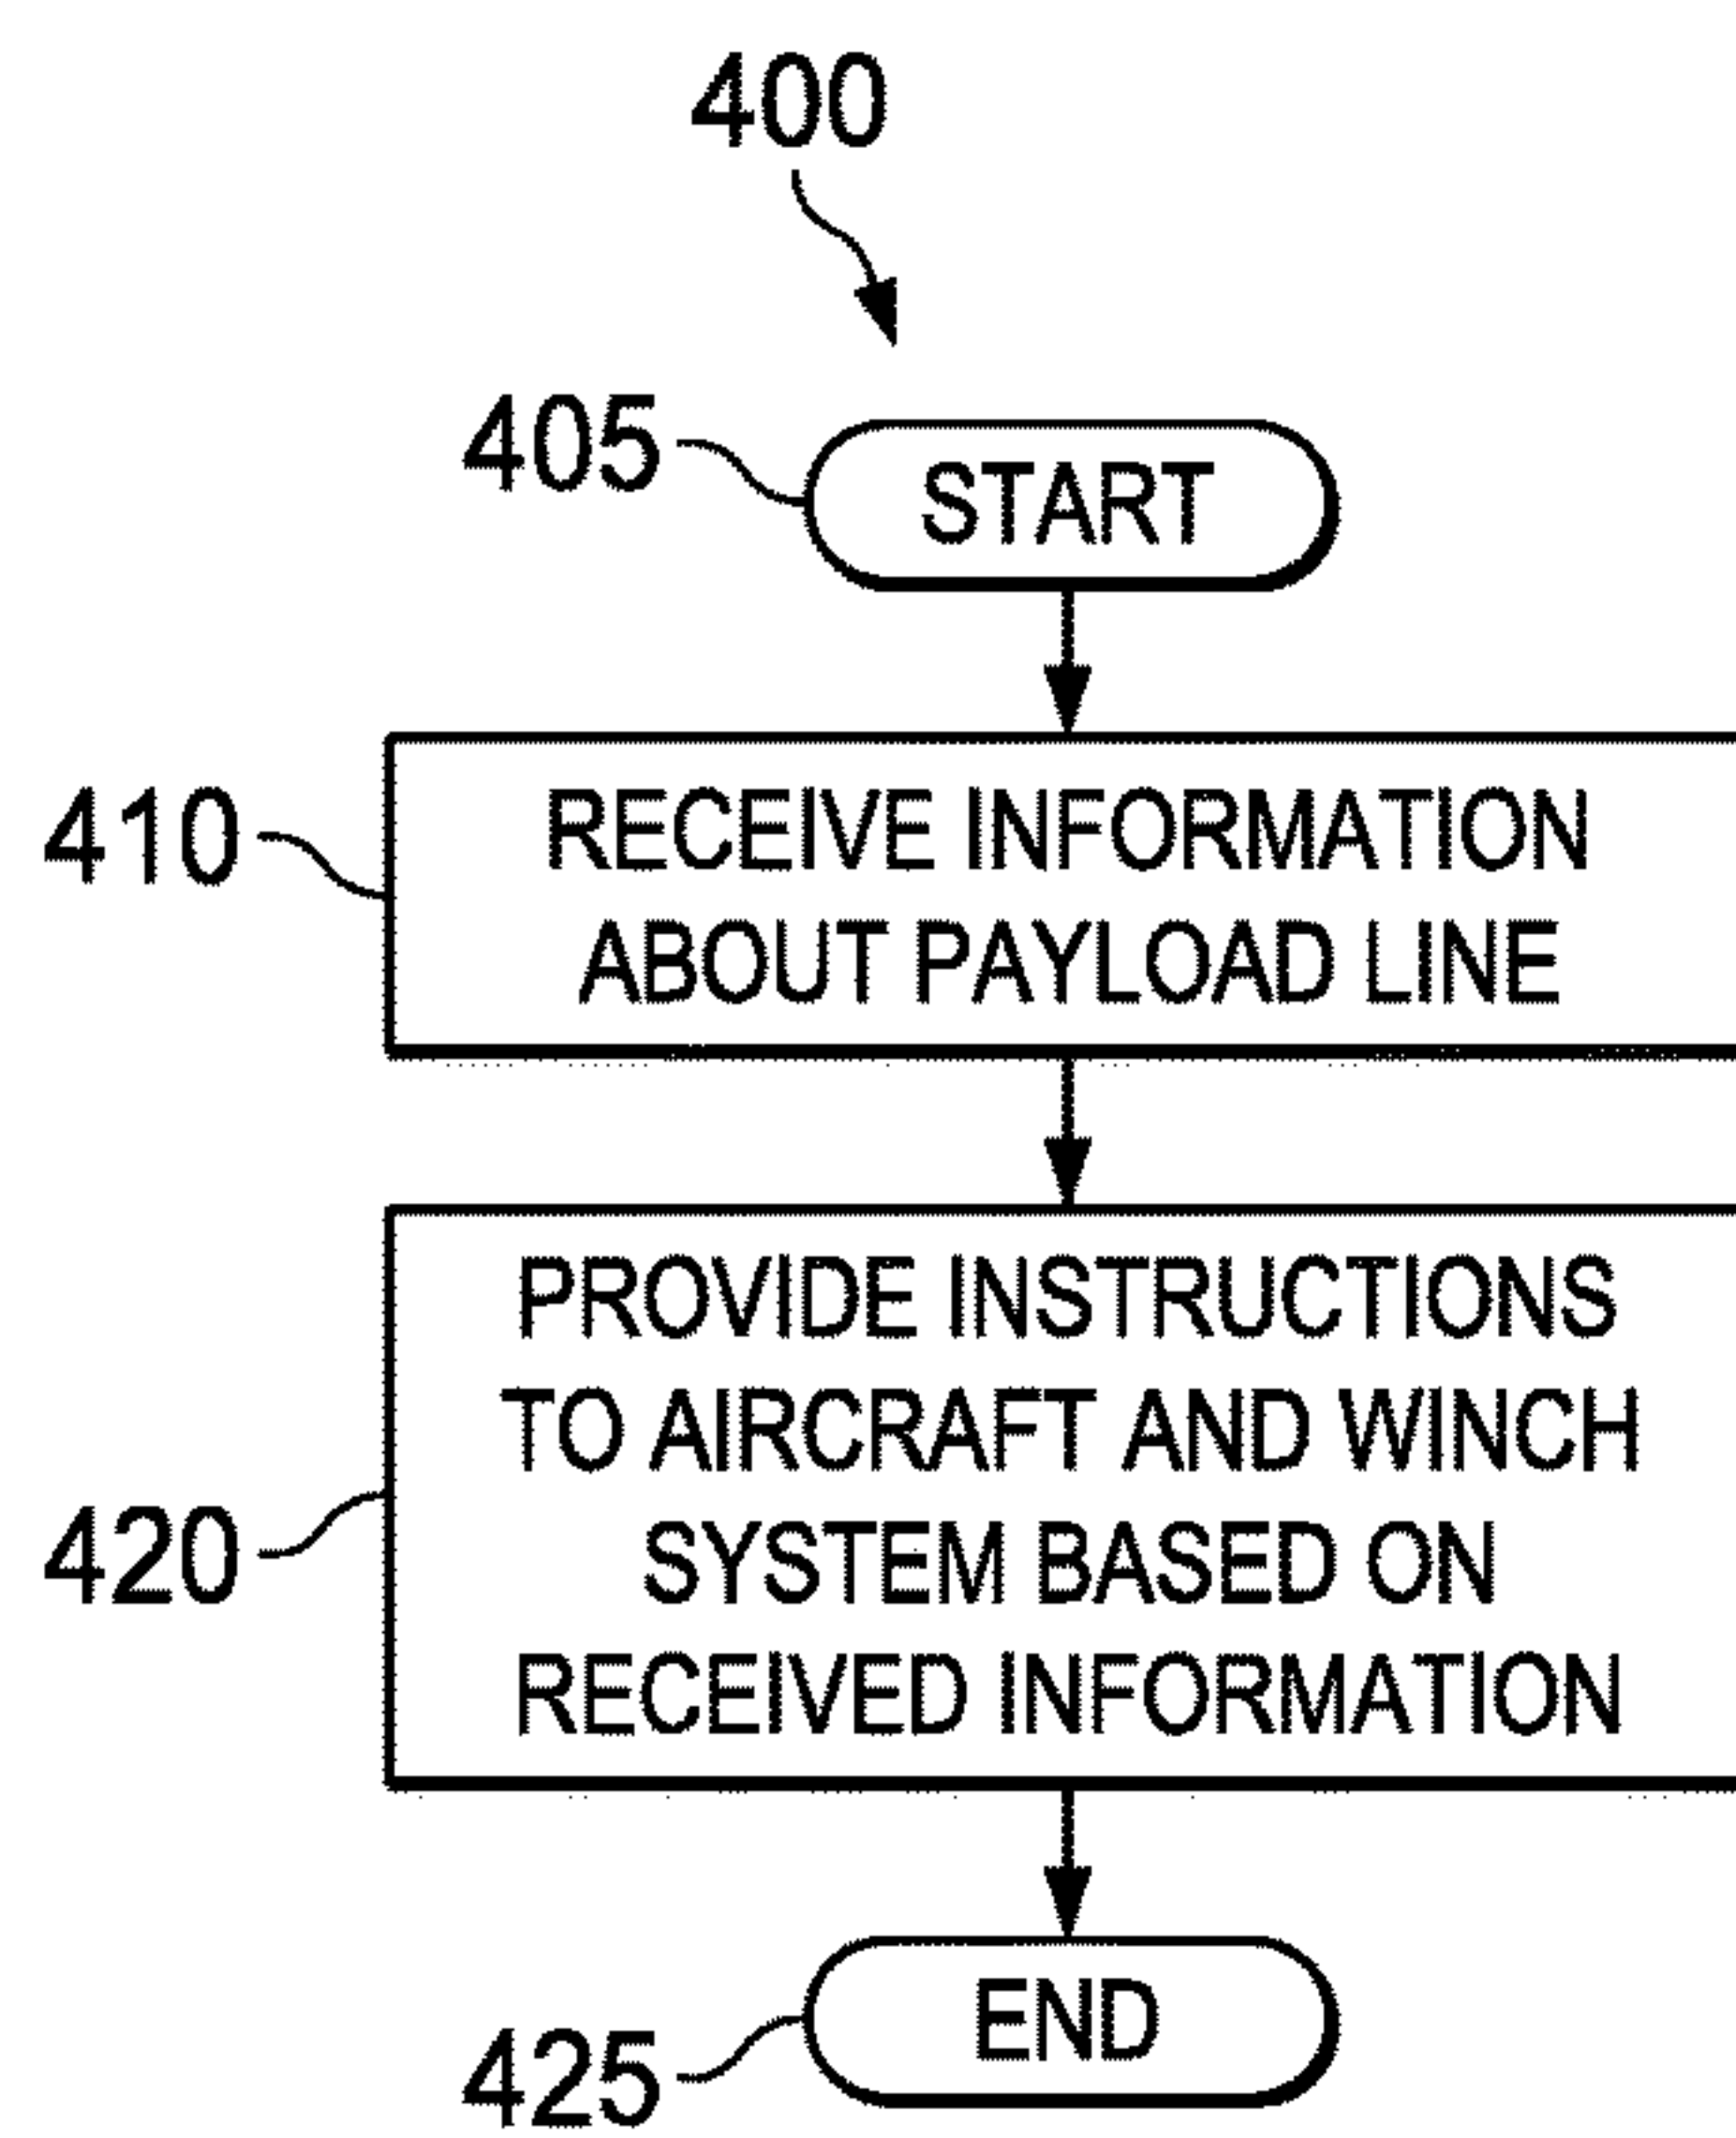 400
405
START
410
RECEIVE INFORMATION
ABOUT PAYLOAD LINE
PROVIDE INSTRUCTIONS
TO AIRCRAFT AND WINCH
420
SYSTEM BASED ON
RECEIVED INFORMATION
END
425